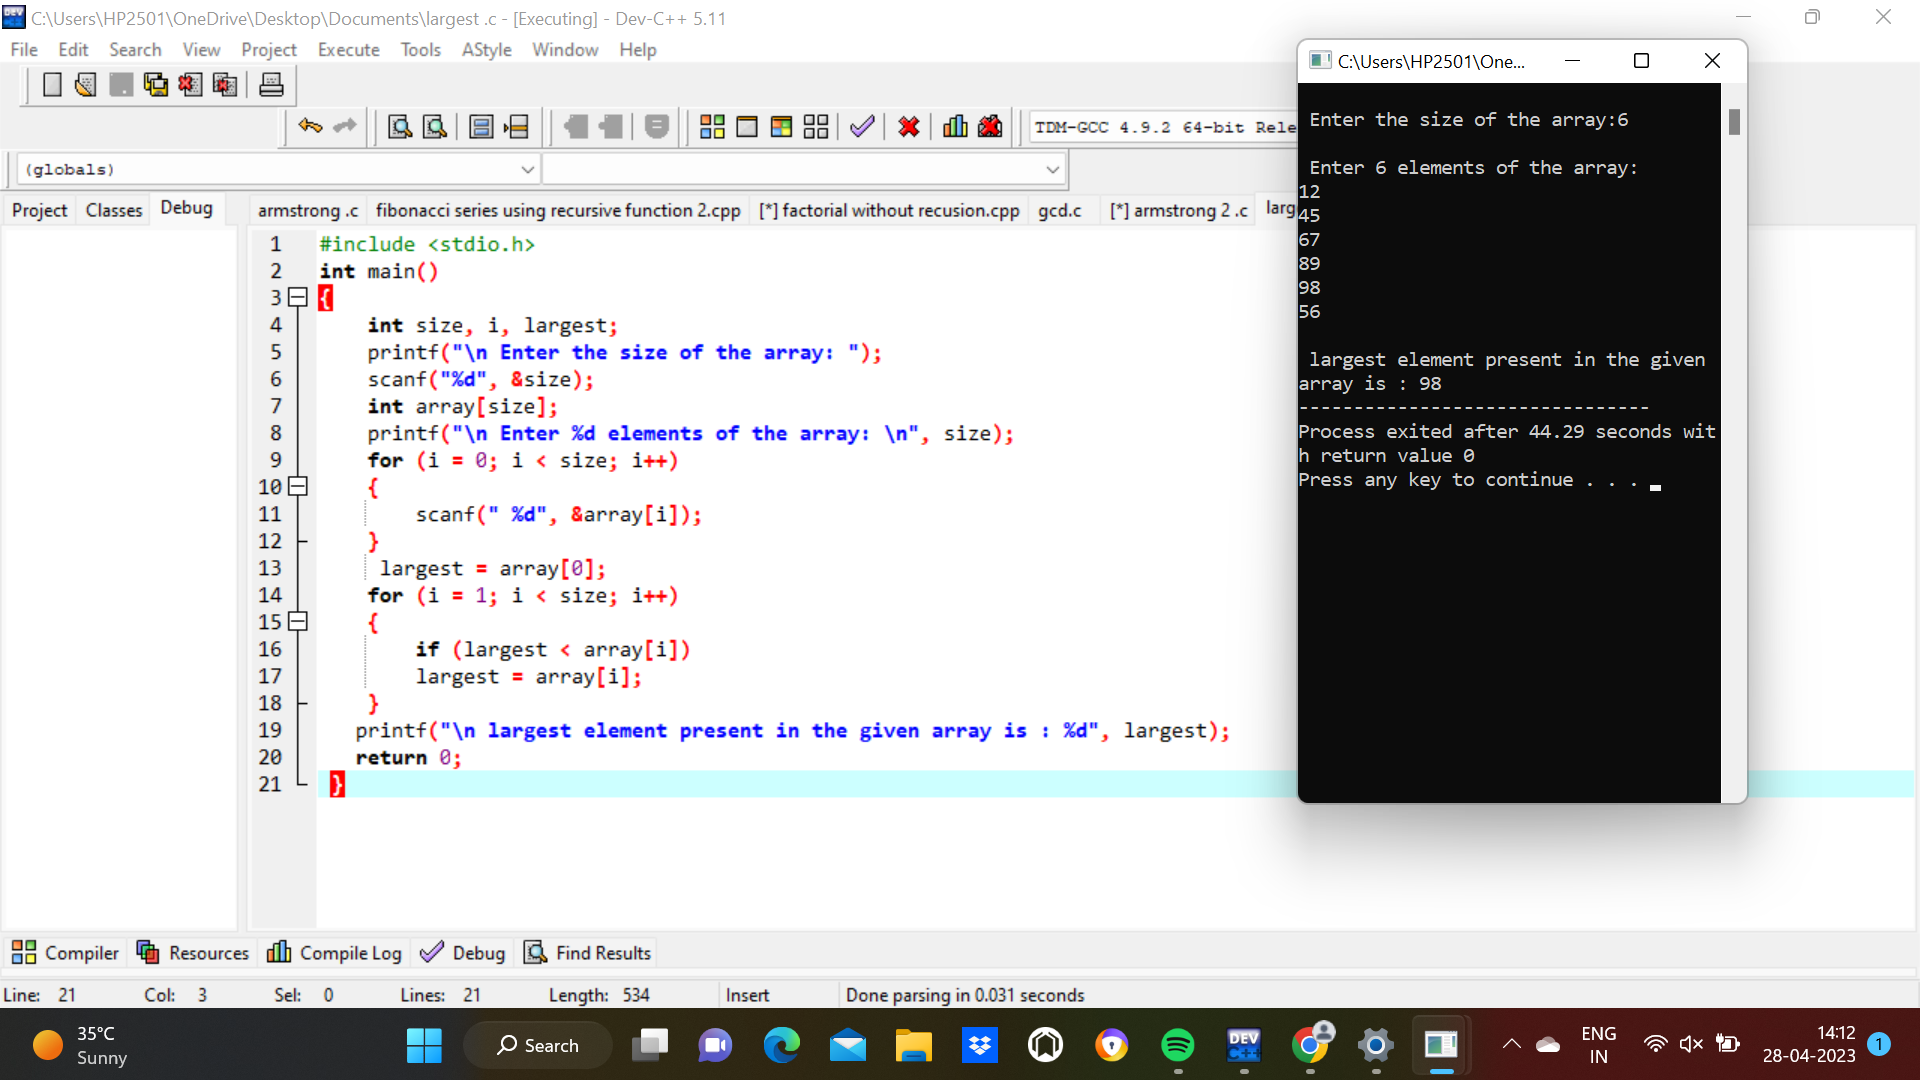 C:\Users\HP2501\OneDrive\Desktop\Documents\largest .c - [Executing] - Dev-C++ 5.11
File Edit Search View Project Execute Tools AStyle Window Help
TDM-GCC 4.9.2 64-bit Rele
(globals)
Project Classes Debug
armstrong .c fibonacci series using recursive function 2.cpp [*] factorial without recusion.cpp gcd.c [*] armstrong 2 .c larg
1 #include <stdio.h>
2 int main()
3 {
4 int size, i, largest;
5 printf("\n Enter the size of the array: ");
6 scanf("%d", &size);
7 int array[size];
8 printf("\n Enter %d elements of the array: \n", size);
9 for (i = 0; i < size; i++)
10 {
11 scanf(" %d", &array[i]);
12 }
13 largest = array[0];
14 for (i = 1; i < size; i++)
15 {
16 if (largest < array[i])
17 largest = array[i];
18 }
19 printf("\n largest element present in the given array is : %d", largest);
20 return 0;
21 }
C:\Users\HP2501\One...
Enter the size of the array:6
Enter 6 elements of the array:
12
45
67
89
98
56
largest element present in the given
array is : 98
--------------------------------
Process exited after 44.29 seconds wit
h return value 0
Press any key to continue . . .
Compiler Resources Compile Log Debug Find Results
Line: 21 Col: 3 Sel: 0 Lines: 21 Length: 534 Insert Done parsing in 0.031 seconds
35°C
Sunny
Search
DEV
C++
ENG
IN
14:12
28-04-2023
1